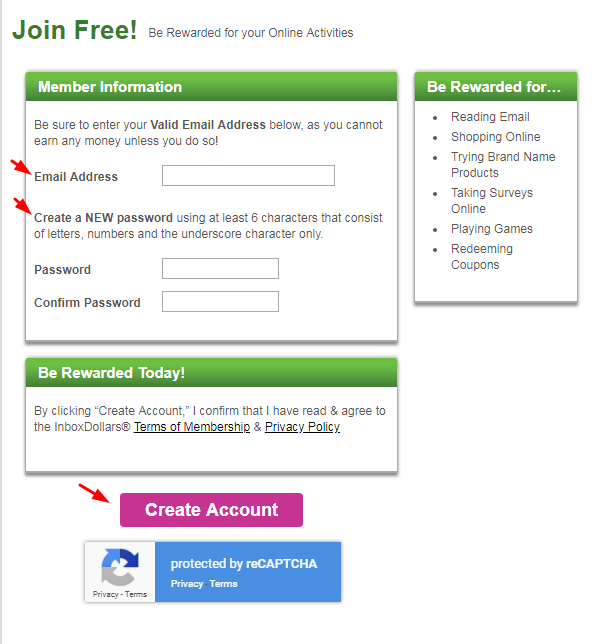 Join Free! Be Rewarded for your Online Activities
Member Information
Be sure to enter your Valid Email Address below, as you cannot
earn any money unless you do so!
Email Address
Create a NEW password using at least 6 characters that consist
of letters, numbers and the underscore character only.
Password
Confirm Password
Be Rewarded for...
• Reading Email
• Shopping Online
• Trying Brand Name
Products
• Taking Surveys
Online
• Playing Games
• Redeeming
Coupons
Be Rewarded Today!
By clicking “Create Account,” I confirm that I have read & agree to
the InboxDollars® Terms of Membership & Privacy Policy
Create Account
Privacy - Terms
protected by reCAPTCHA
Privacy - Terms